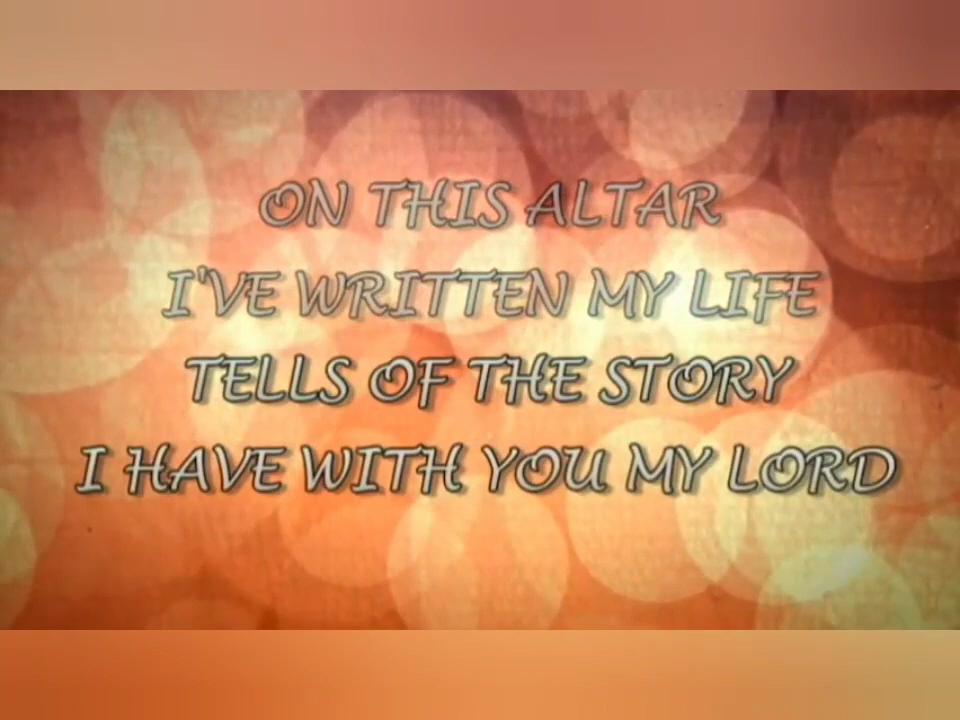 ON THIS ALTAR
I'VE WRITTEN MY LIFE
TELLS OF THE STORY
I HAVE WITH YOU MY LORD